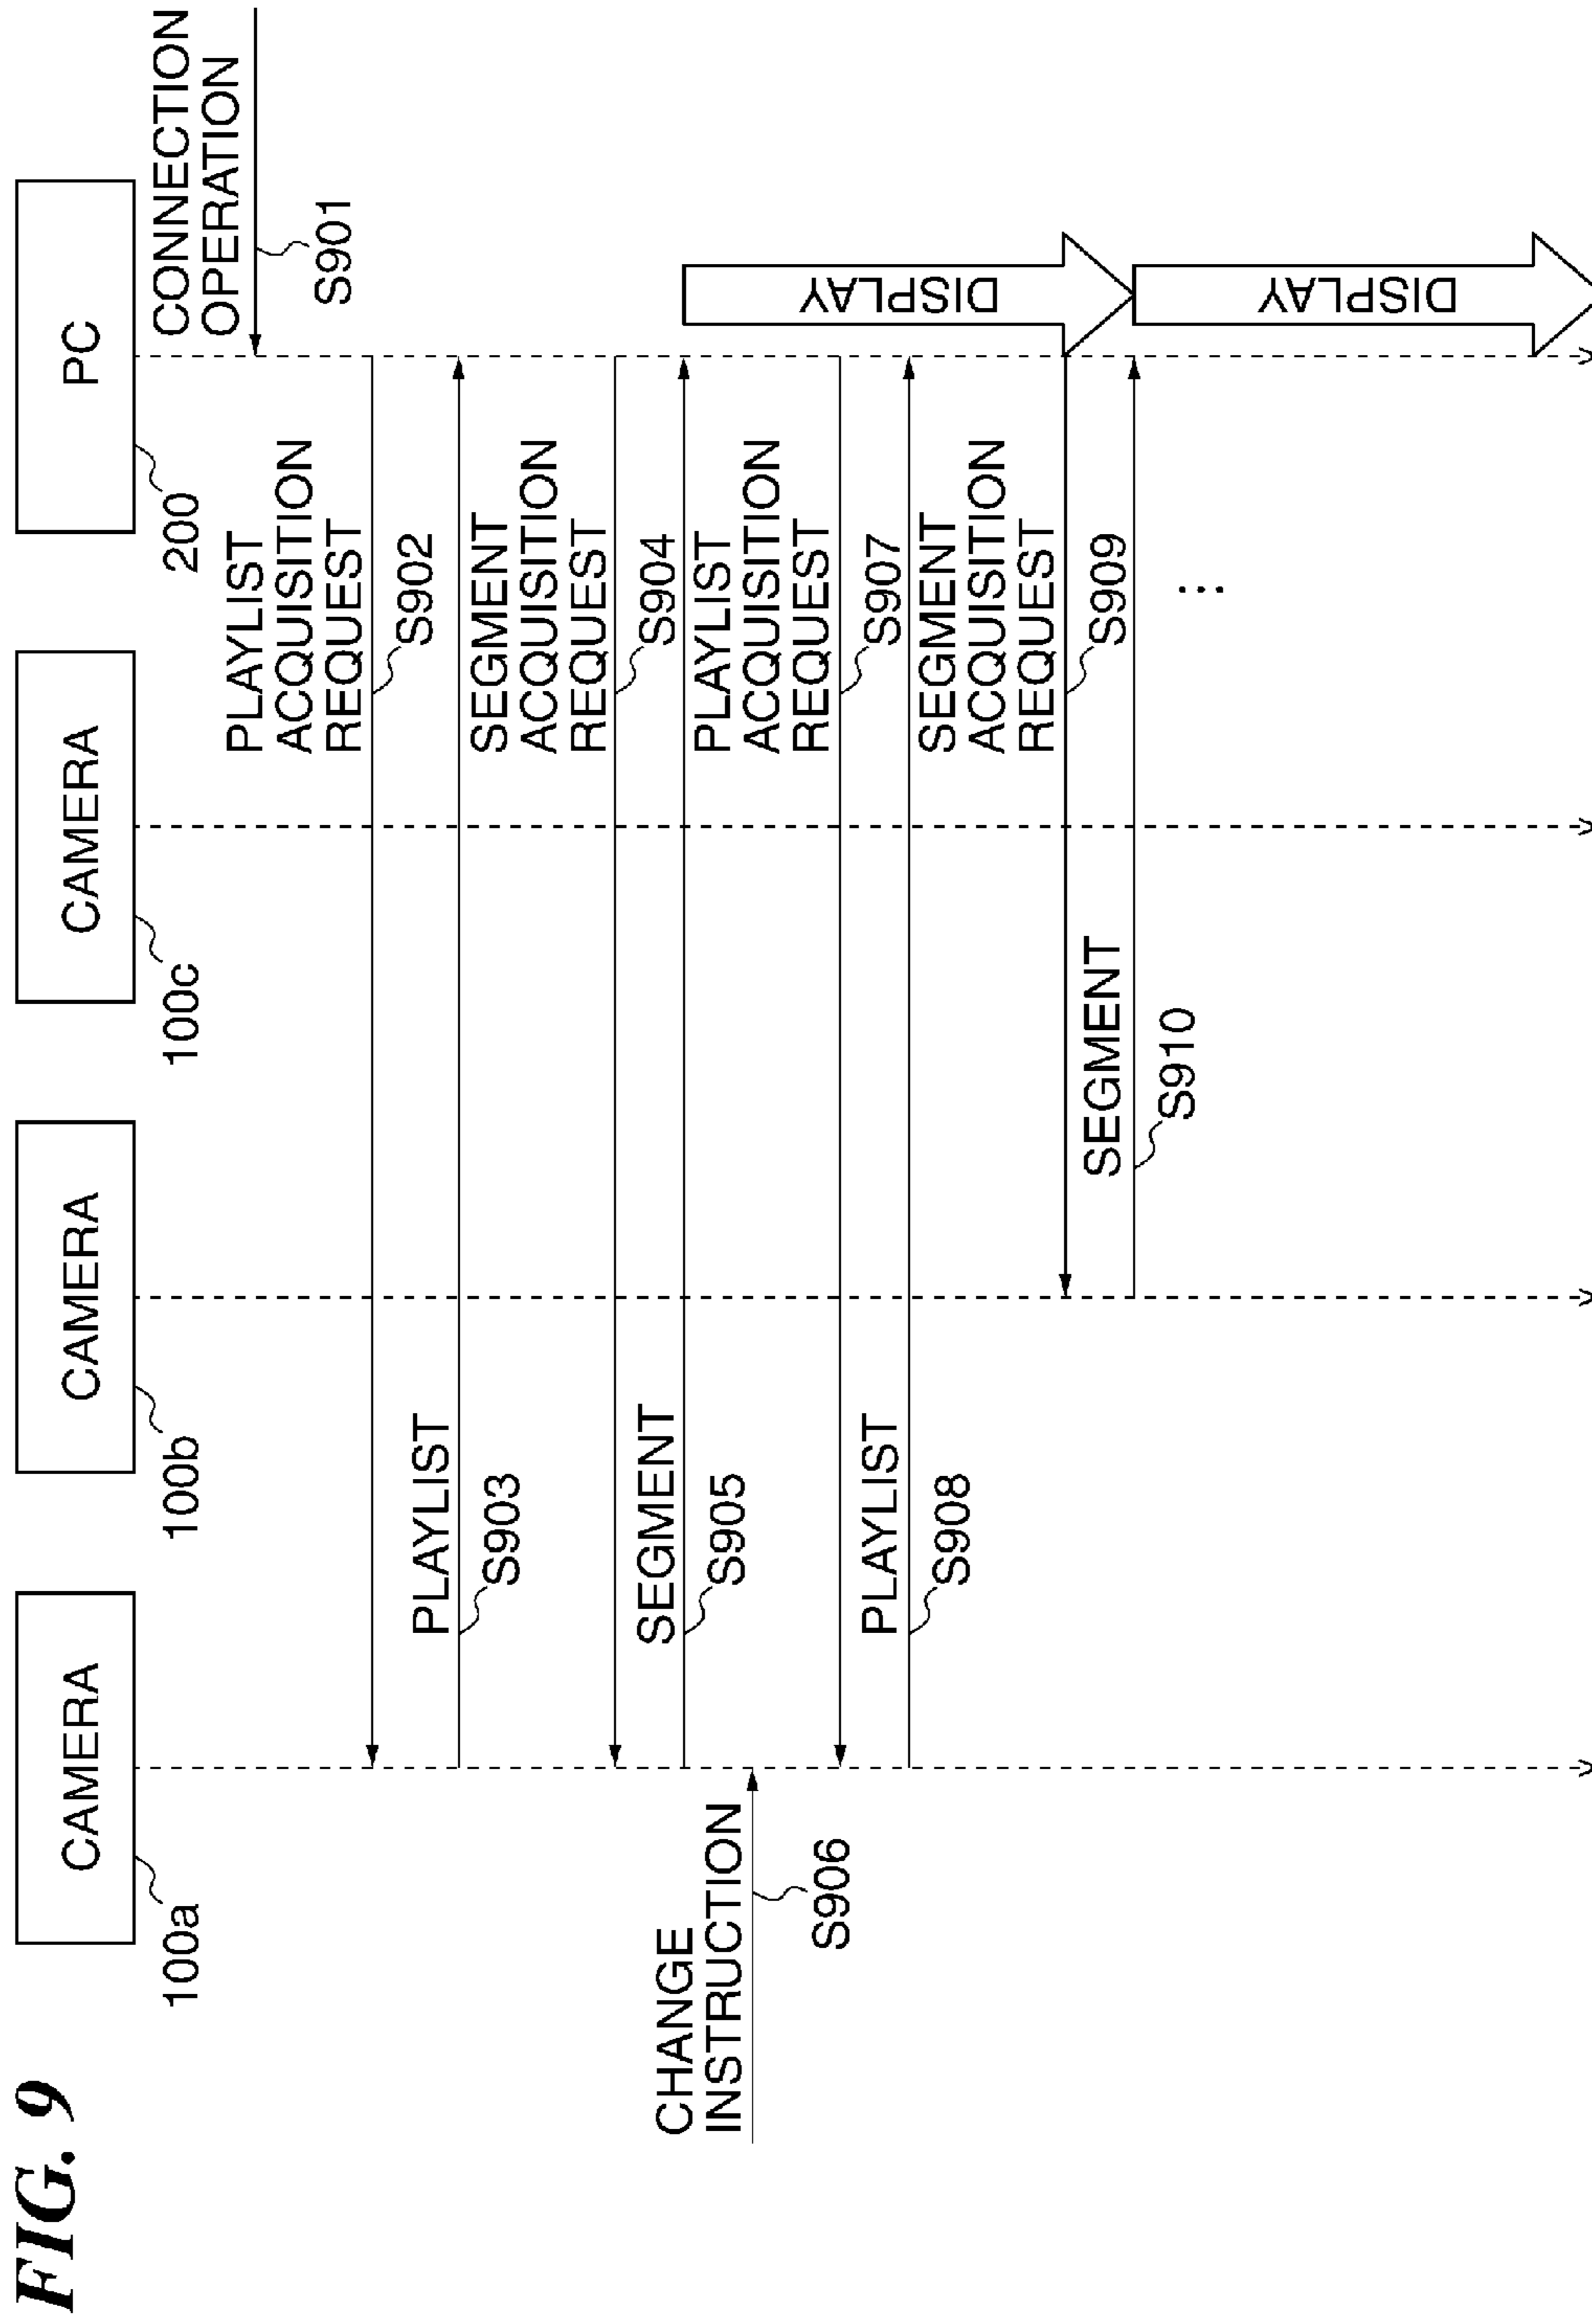 FIG. 9
CAMERA
100a
CAMERA
100b
CAMERA
100c
PC
200
CONNECTION
OPERATION
S901
PLAYLIST
ACQUISITION
REQUEST
S902
PLAYLIST
S903
SEGMENT
ACQUISITION
REQUEST
S904
SEGMENT
S905
CHANGE
INSTRUCTION
S906
PLAYLIST
ACQUISITION
REQUEST
S907
PLAYLIST
S908
SEGMENT
ACQUISITION
REQUEST
S909
SEGMENT
S910
DISPLAY
DISPLAY
...